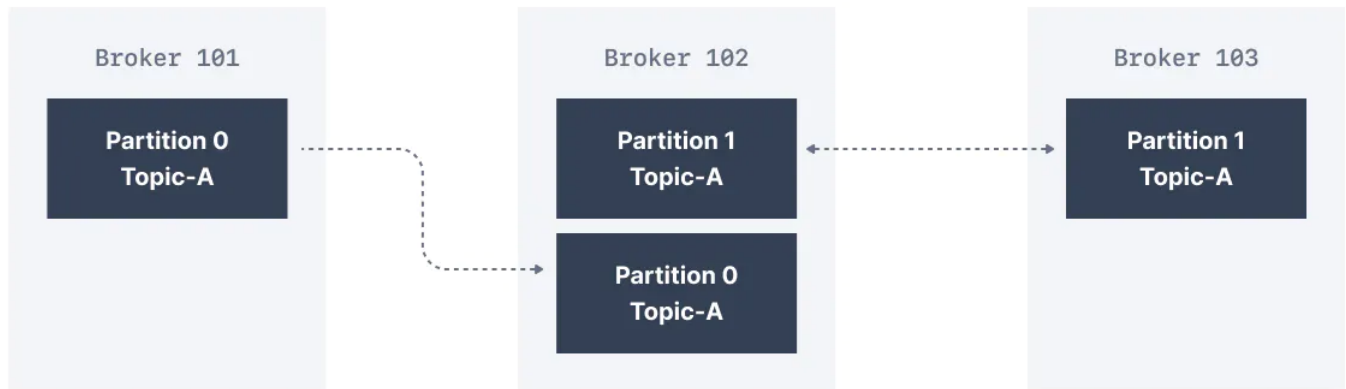 Broker 101
Partition 0
Topic-A
Broker 102
Partition 1
Topic-A
Partition 0
Topic-A
Broker 103
Partition 1
Topic-A